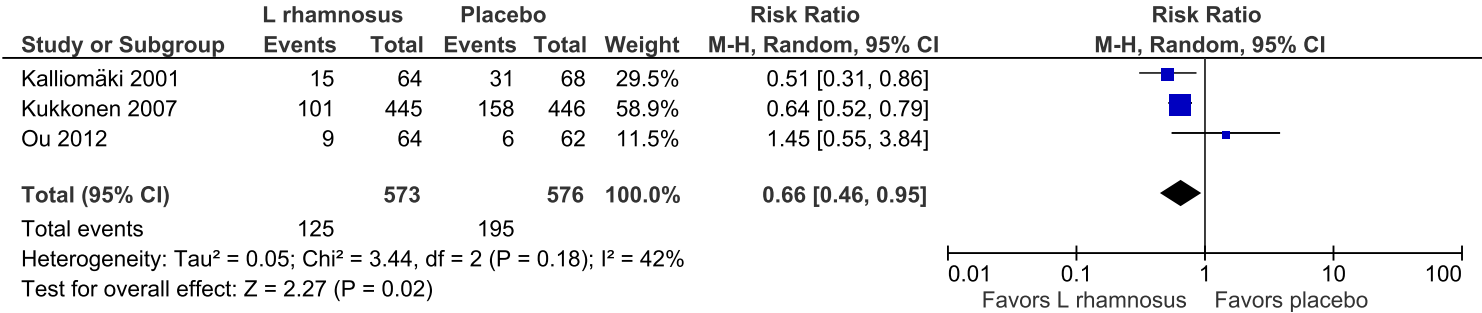 L rhamnosus Placebo Risk Ratio Risk Ratio
Study or Subgroup Events Total Events Total Weight M-H, Random, 95% CI M-H, Random, 95% CI
Kalliomäki 2001 15 64 31 68 29.5% 0.51 [0.31, 0.86]
Kukkonen 2007 101 445 158 446 58.9% 0.64 [0.52, 0.79]
Ou 2012 9 64 6 62 11.5% 1.45 [0.55, 3.84]
Total (95% CI) 573 576 100.0% 0.66 [0.46, 0.95]
Total events 125 195
Heterogeneity: Tau² = 0.05; Chi² = 3.44, df = 2 (P = 0.18); I² = 42%
Test for overall effect: Z = 2.27 (P = 0.02)
0.01 0.1 1 10 100
Favors L rhamnosus Favors placebo